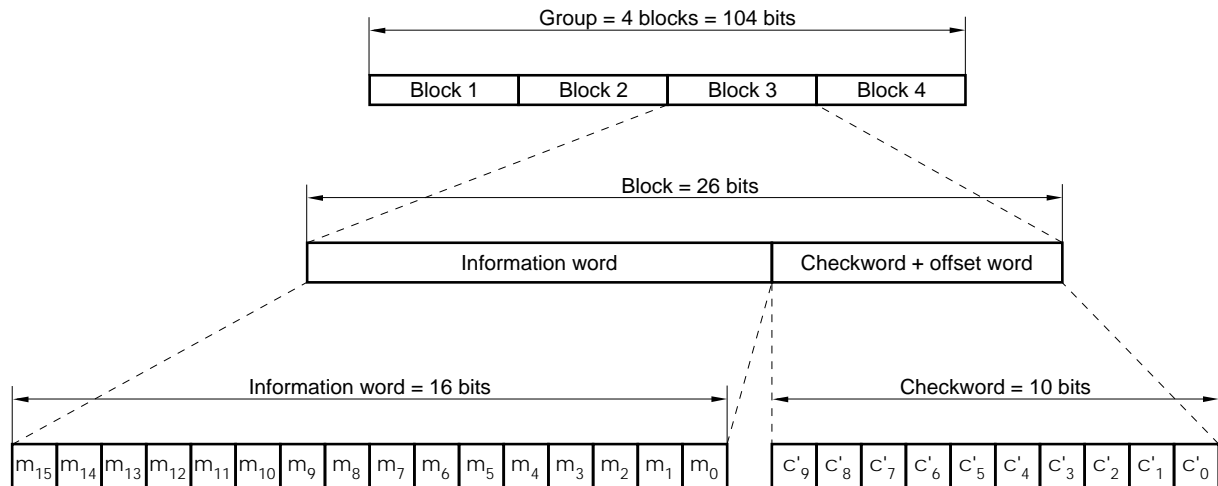 Group = 4 blocks = 104 bits
Block 1 Block 2 Block 3 Block 4
Block = 26 bits
Information word Checkword + offset word
Information word = 16 bits Checkword = 10 bits
m15 m14 m13 m12 m11 m10 m9 m8 m7 m6 m5 m4 m3 m2 m1 m0 c'9 c'8 c'7 c'6 c'5 c'4 c'3 c'2 c'1 c'0